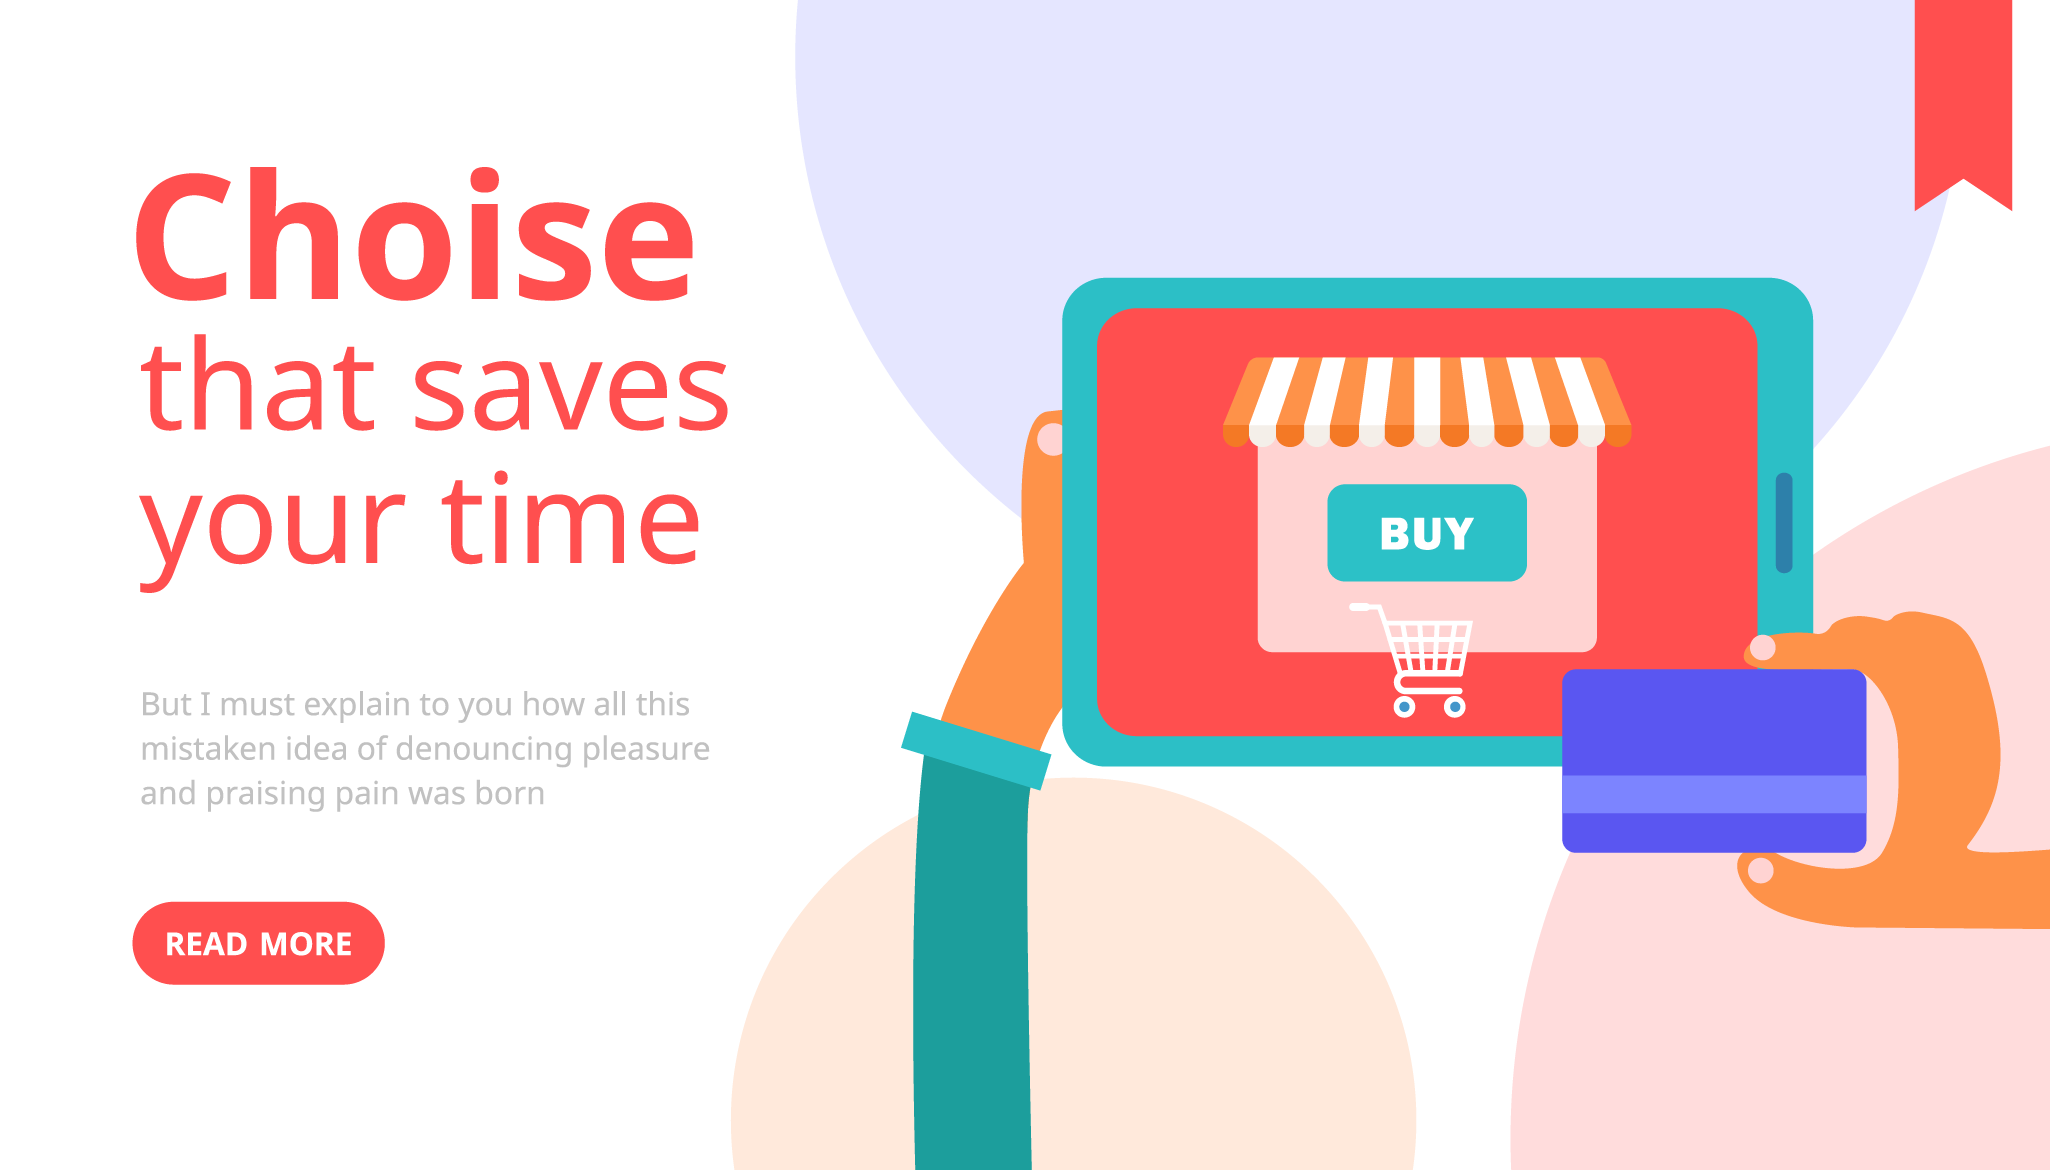 Choise
that saves
your time
But I must explain to you how all this
mistaken idea of denouncing pleasure
and praising pain was born
READ MORE
BUY